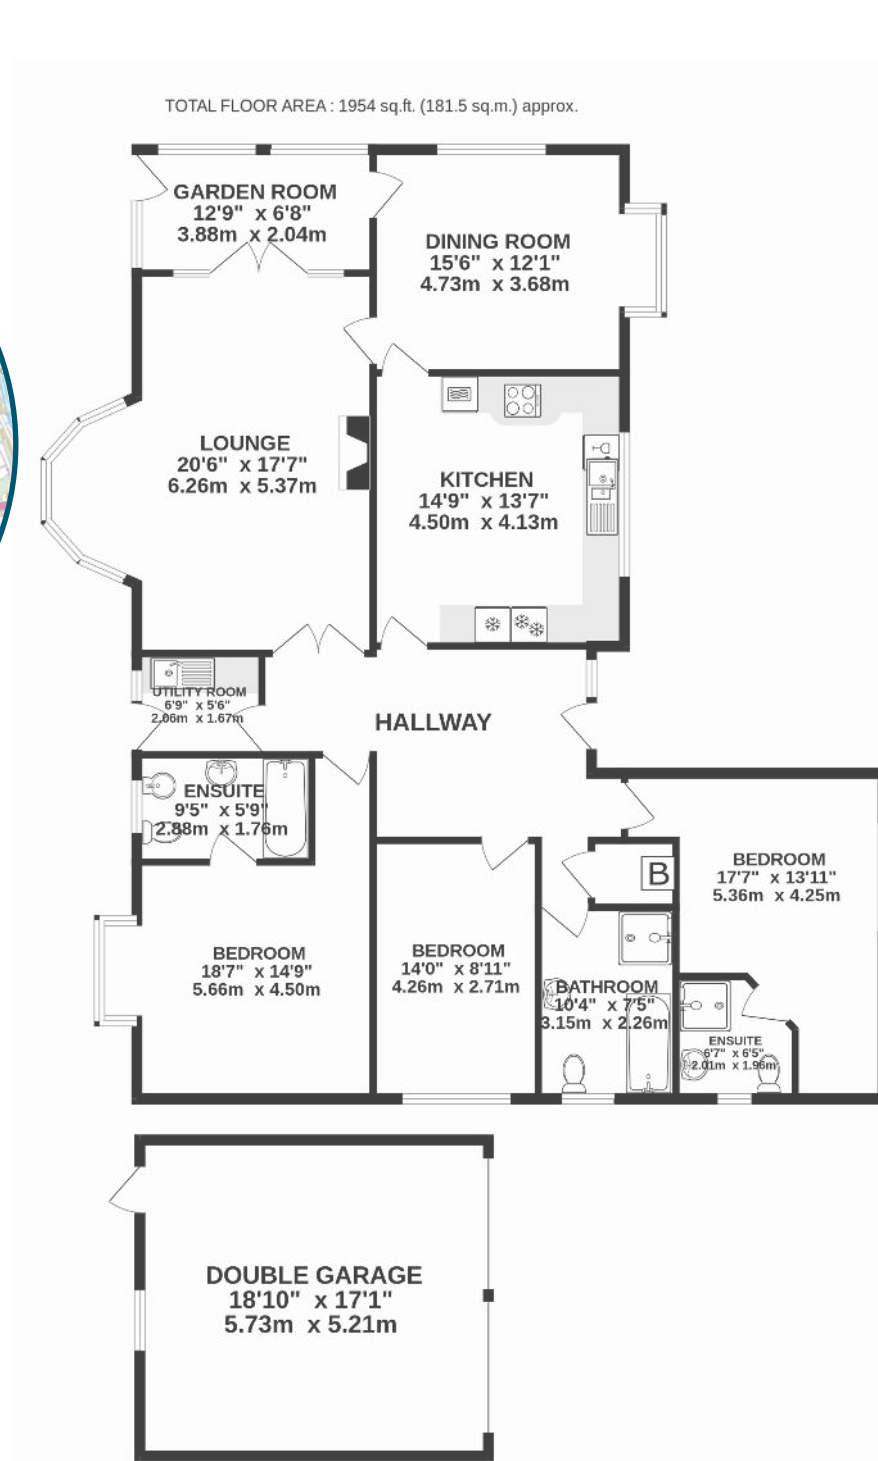 TOTAL FLOOR AREA : 1954 sq.ft. (181.5 sq.m.) approx.
GARDEN ROOM
12'9" x 6'8"
3.88m x 2.04m
DINING ROOM
15'6" x 12'1"
4.73m x 3.68m
LOUNGE
20'6" x 17'7"
6.26m x 5.37m
KITCHEN
14'9" x 13'7"
4.50m x 4.13m
UTILITY ROOM
6'9" x 5'6"
2.06m x 1.67m
HALLWAY
ENSUITE
9'5" x 5'9"
2.88m x 1.76m
B
BEDROOM
17'7" x 13'11"
5.36m x 4.25m
BEDROOM
18'7" x 14'9"
5.66m x 4.50m
BEDROOM
14'0" x 8'11"
4.26m x 2.71m
BATHROOM
10'4" x 7'5"
3.15m x 2.26m
ENSUITE
6'7" x 6'5"
2.01m x 1.96m
DOUBLE GARAGE
18'10" x 17'1"
5.73m x 5.21m